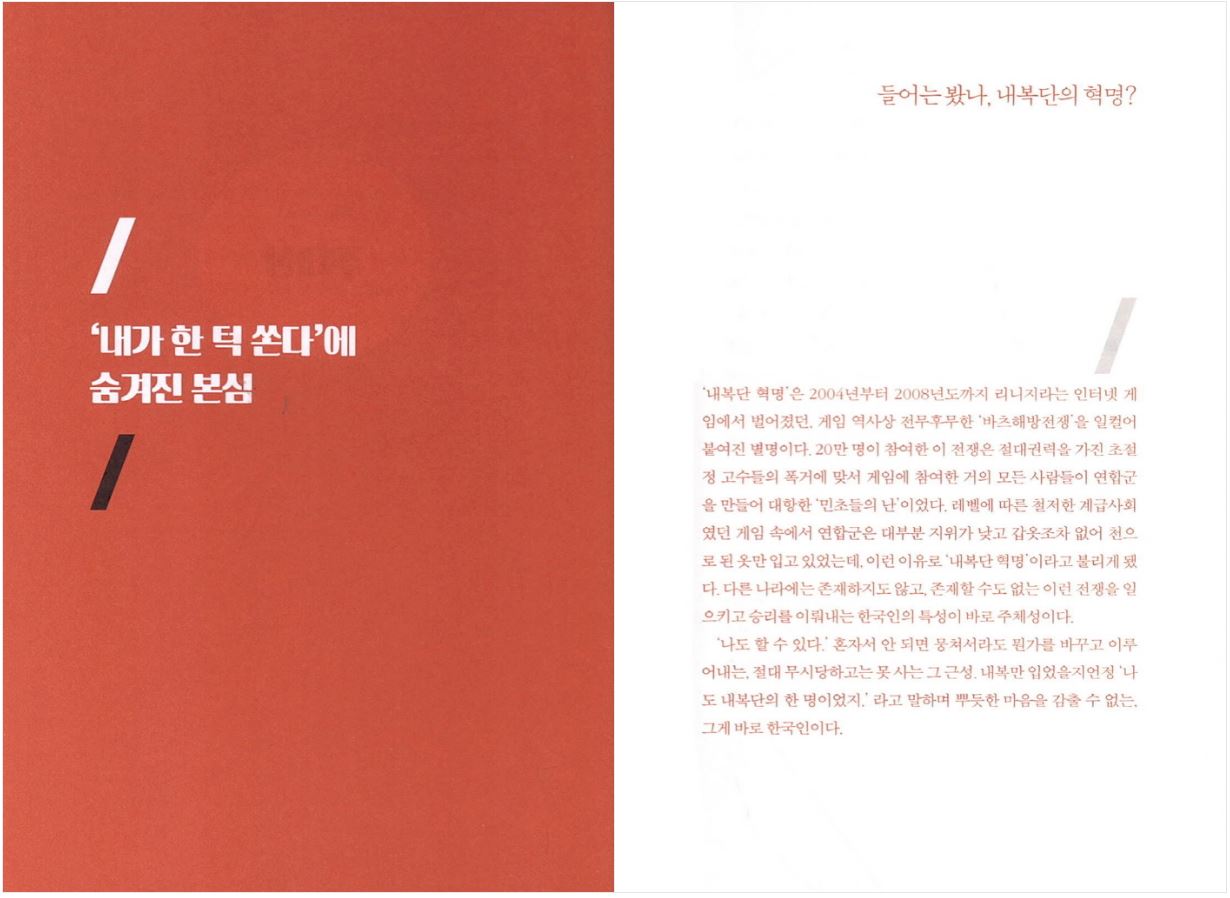 ‘내가 한 턱 쏜다’에
숨겨진 본심
들어는 봤나, 내복단의 혁명?
‘내복단 혁명’은 2004년부터 2008년도까지 리니지라는 인터넷 게
임에서 벌어졌던, 게임 역사상 전무후무한 ‘바츠해방전쟁’을 일컬어
붙여진 별명이다. 20만 명이 참여한 이 전쟁은 절대권력을 가진 초절
정 고수들의 폭거에 맞서 게임에 참여한 거의 모든 사람들이 연합군
을 만들어 대항한 ‘민초들의 난’이었다. 레벨에 따른 철저한 계급사회
였던 게임 속에서 연합군은 대부분 지위가 낮고 갑옷조차 없어 천으
로 된 옷만 입고 있었는데, 이런 이유로 ‘내복단 혁명’이라고 불리게 됐
다. 다른 나라에는 존재하지도 않고, 존재할 수도 없는 이런 전쟁을 일
으키고 승리를 이뤄내는 한국인의 특성이 바로 주체성이다.
‘나도 할 수 있다.’ 혼자서 안 되면 뭉쳐서라도 뭔가를 바꾸고 이루
어내는, 절대 무시당하고는 못 사는 그 근성. 내복만 입었을지언정 ‘나
도 내복단의 한 명이었지.’ 라고 말하며 뿌듯한 마음을 감출 수 없는,
그게 바로 한국인이다.